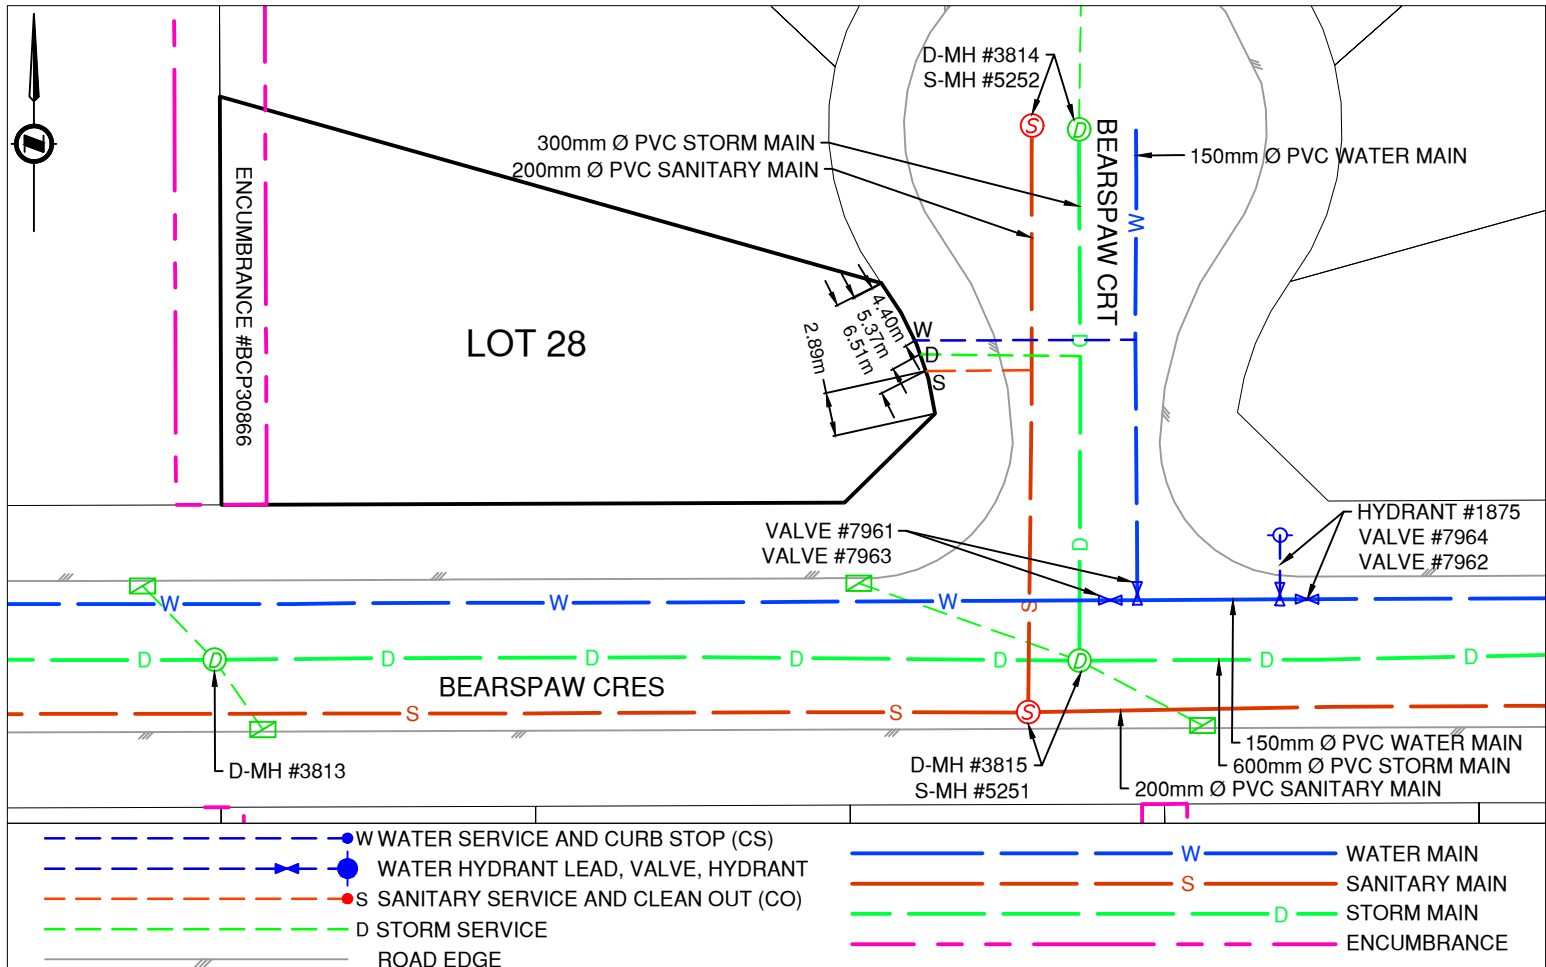 D-MH #3814
S-MH #5252
300mm Ø PVC STORM MAIN
200mm Ø PVC SANITARY MAIN
S
D
BEARSPAW CRT
150mm Ø PVC WATER MAIN
W
ENCUMBRANCE #BCP30866
LOT 28
4.40m
5.37m
6.51m
2.89m
W
D
S
D
D
HYDRANT #1875
VALVE #7964
VALVE #7962
VALVE #7961
VALVE #7963
W
W
W
S
D
D
D
D
D
D
D
D
D
BEARSPAW CRES
S
S
S
D-MH #3813
D-MH #3815
S-MH #5251
150mm Ø PVC WATER MAIN
600mm Ø PVC STORM MAIN
200mm Ø PVC SANITARY MAIN
W WATER SERVICE AND CURB STOP (CS)
WATER HYDRANT LEAD, VALVE, HYDRANT
S SANITARY SERVICE AND CLEAN OUT (CO)
D STORM SERVICE
ROAD EDGE
W WATER MAIN
S SANITARY MAIN
D STORM MAIN
ENCUMBRANCE